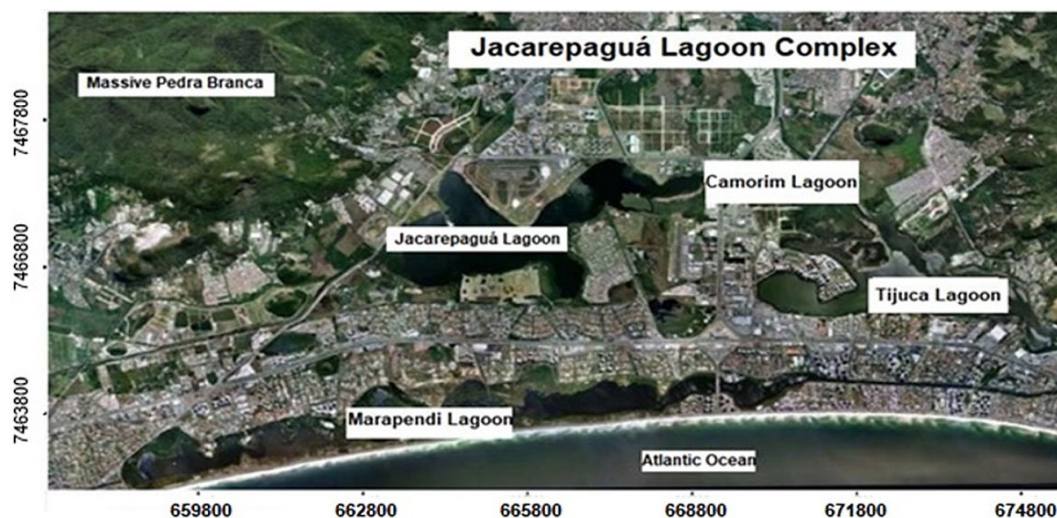 Jacarepaguá Lagoon Complex
Massive Pedra Branca
7467800
Camorim Lagoon
Jacarepaguá Lagoon
7466800
Tijuca Lagoon
7463800
Marapendi Lagoon
Atlantic Ocean
659800 662800 665800 668800 671800 674800